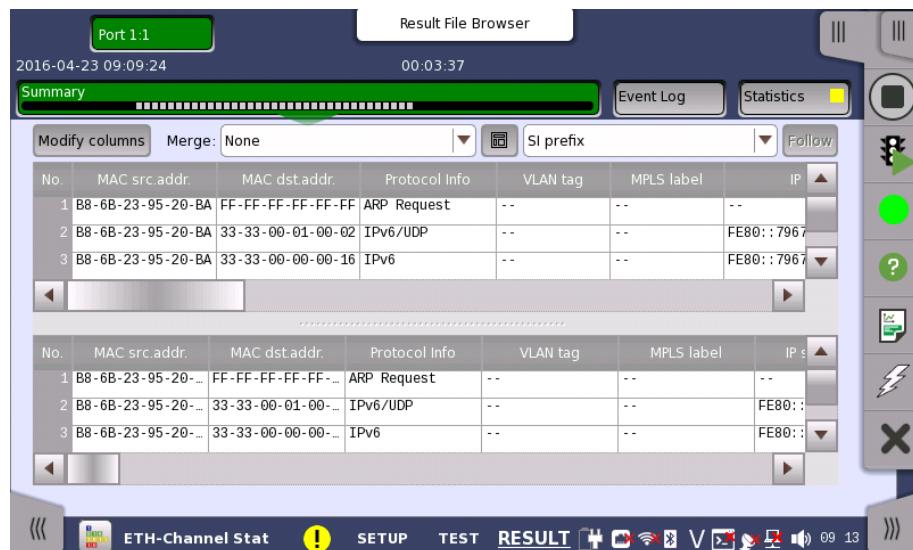 Result File Browser
Port 1:1
2016-04-23 09:09:24 00:03:37
Summary Event Log Statistics
Modify columns Merge: None SI prefix Follow
No. MAC src.addr. MAC dst.addr. Protocol Info VLAN tag MPLS label IP
1 B8-6B-23-95-20-BA FF-FF-FF-FF-FF-FF ARP Request -- -- --
2 B8-6B-23-95-20-BA 33-33-00-01-00-02 IPv6/UDP -- -- FE80::7967
3 B8-6B-23-95-20-BA 33-33-00-00-00-16 IPv6 -- -- FE80::7967
No. MAC src.addr. MAC dst.addr. Protocol Info VLAN tag MPLS label IP s
1 B8-6B-23-95-20-… FF-FF-FF-FF-FF-… ARP Request -- -- --
2 B8-6B-23-95-20-… 33-33-00-01-00-… IPv6/UDP -- -- FE80::
3 B8-6B-23-95-20-… 33-33-00-00-00-… IPv6 -- -- FE80::
ETH-Channel Stat SETUP TEST RESULT V 09 13